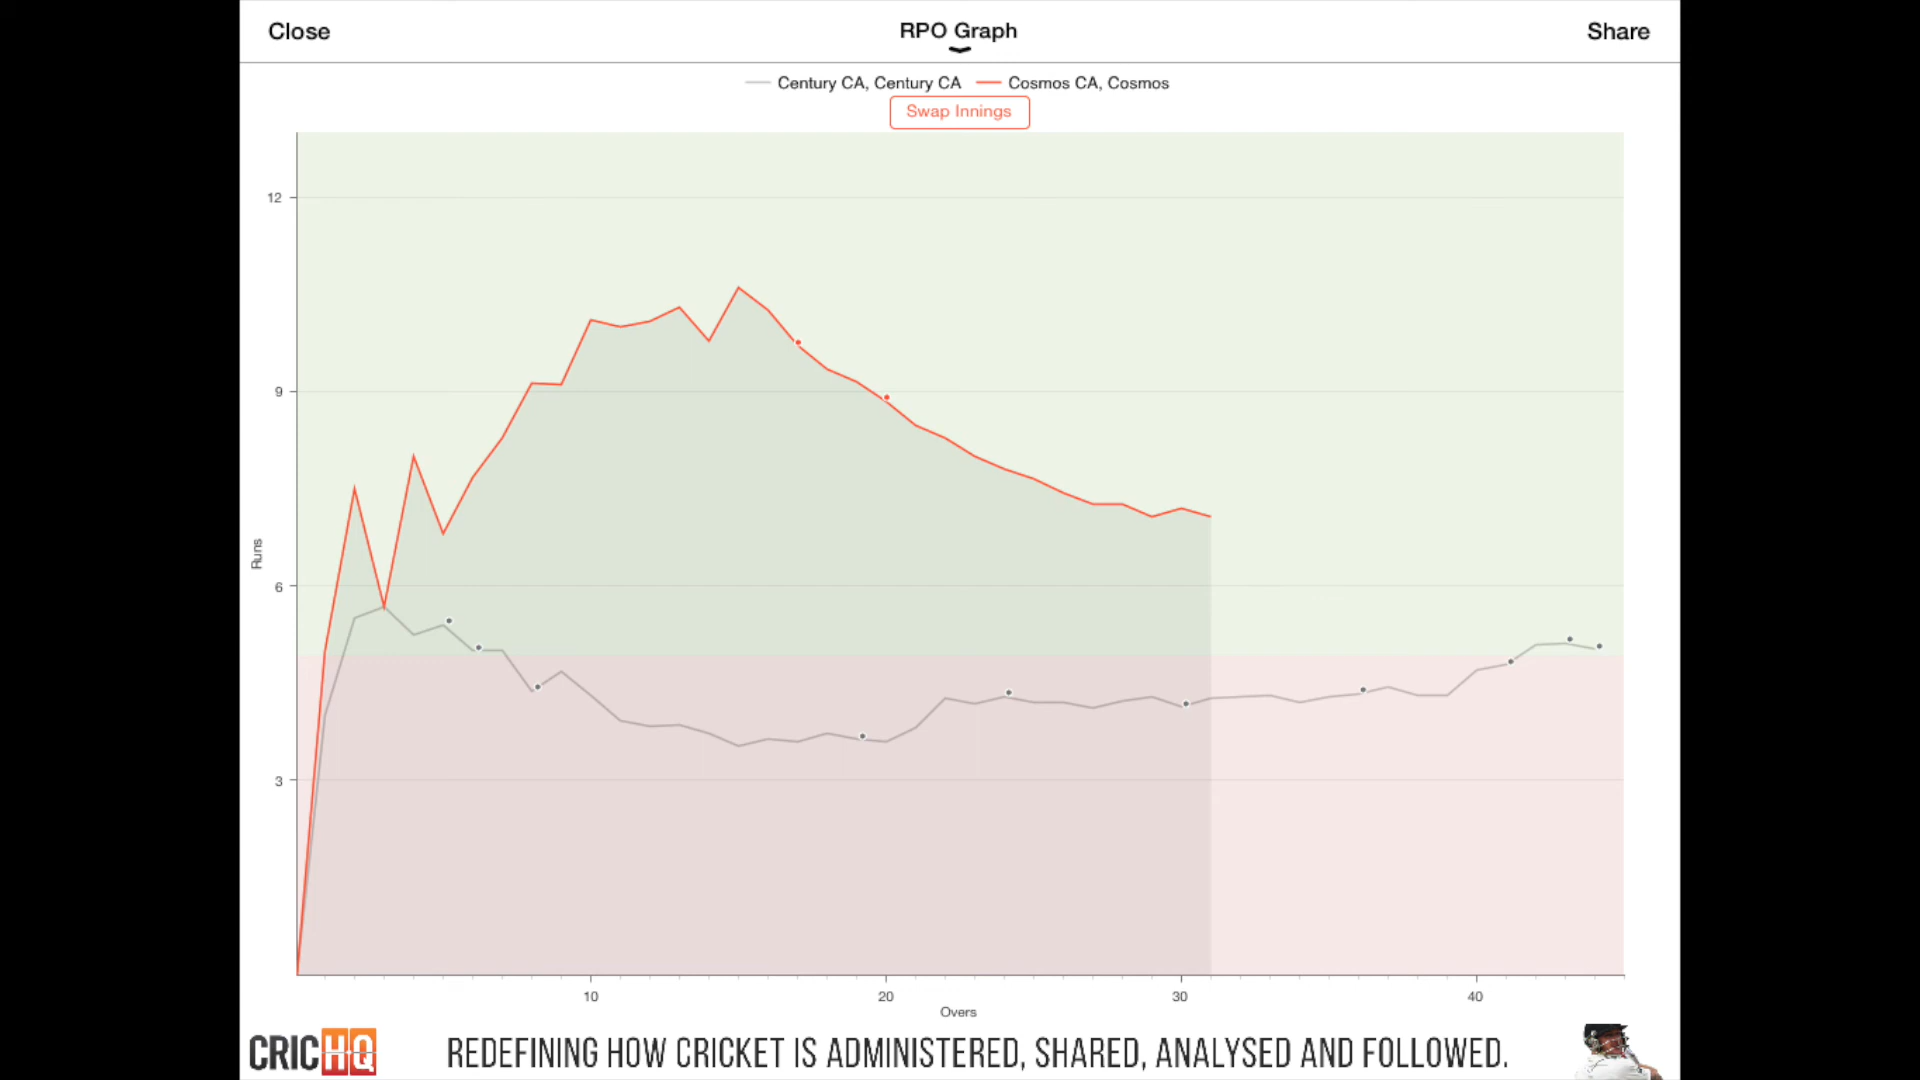 Close RPO Graph Share
Century CA, Century CA Cosmos CA, Cosmos
Swap Innings
12
9
6
3
Runs
10 20 30 40
Overs
CRICHQ REDEFINING HOW CRICKET IS ADMINISTERED, SHARED, ANALYSED AND FOLLOWED.